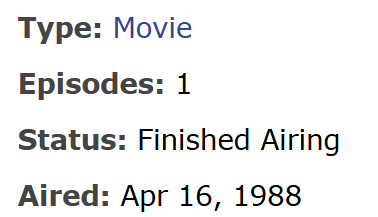 Type: Movie
Episodes: 1
Status: Finished Airing
Aired: Apr 16, 1988